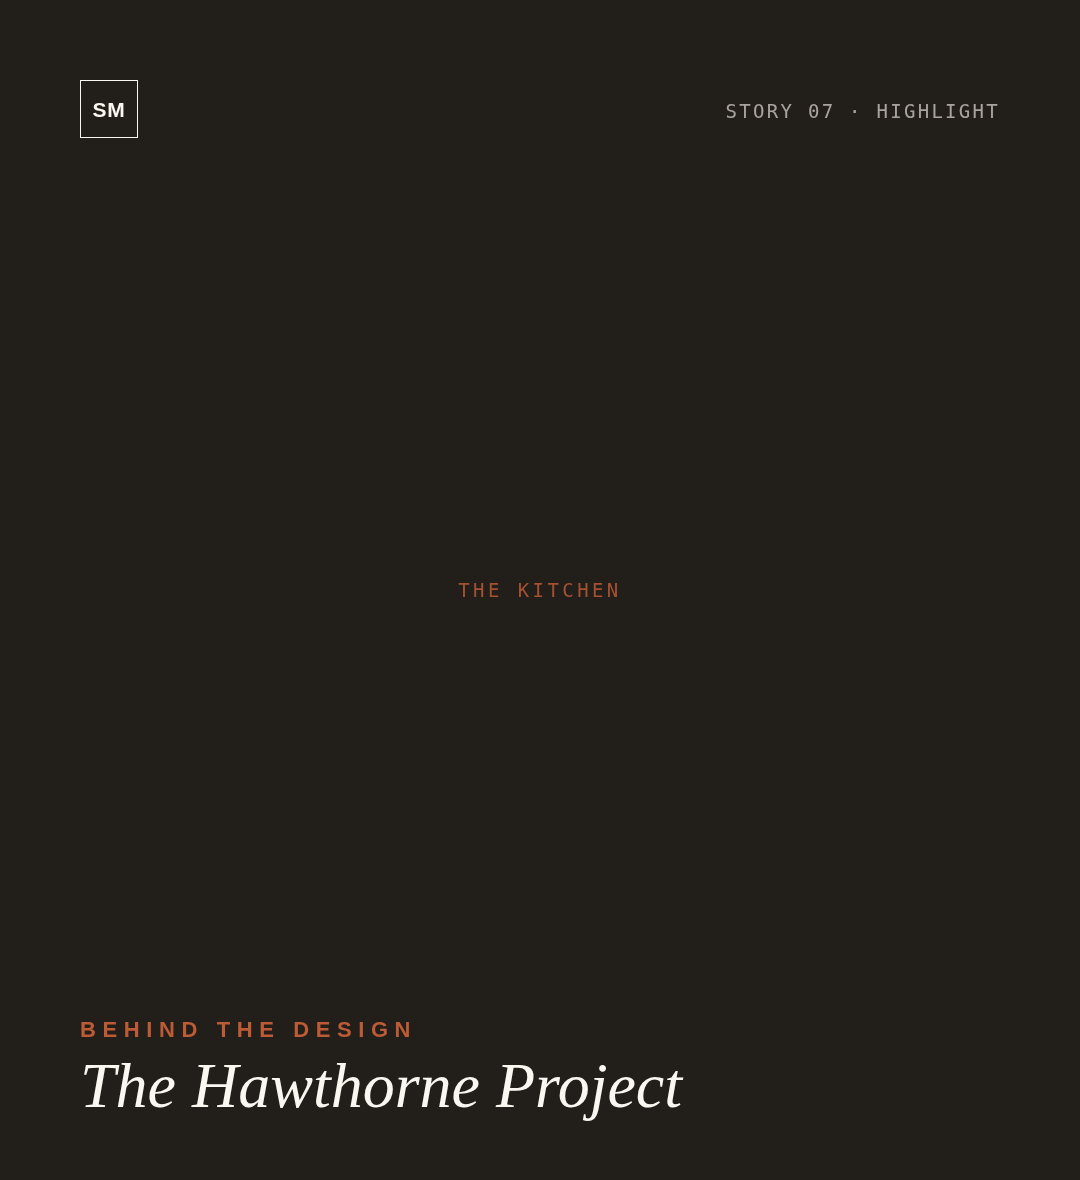 SM
STORY 07 · HIGHLIGHT
THE KITCHEN
BEHIND THE DESIGN
The Hawthorne Project